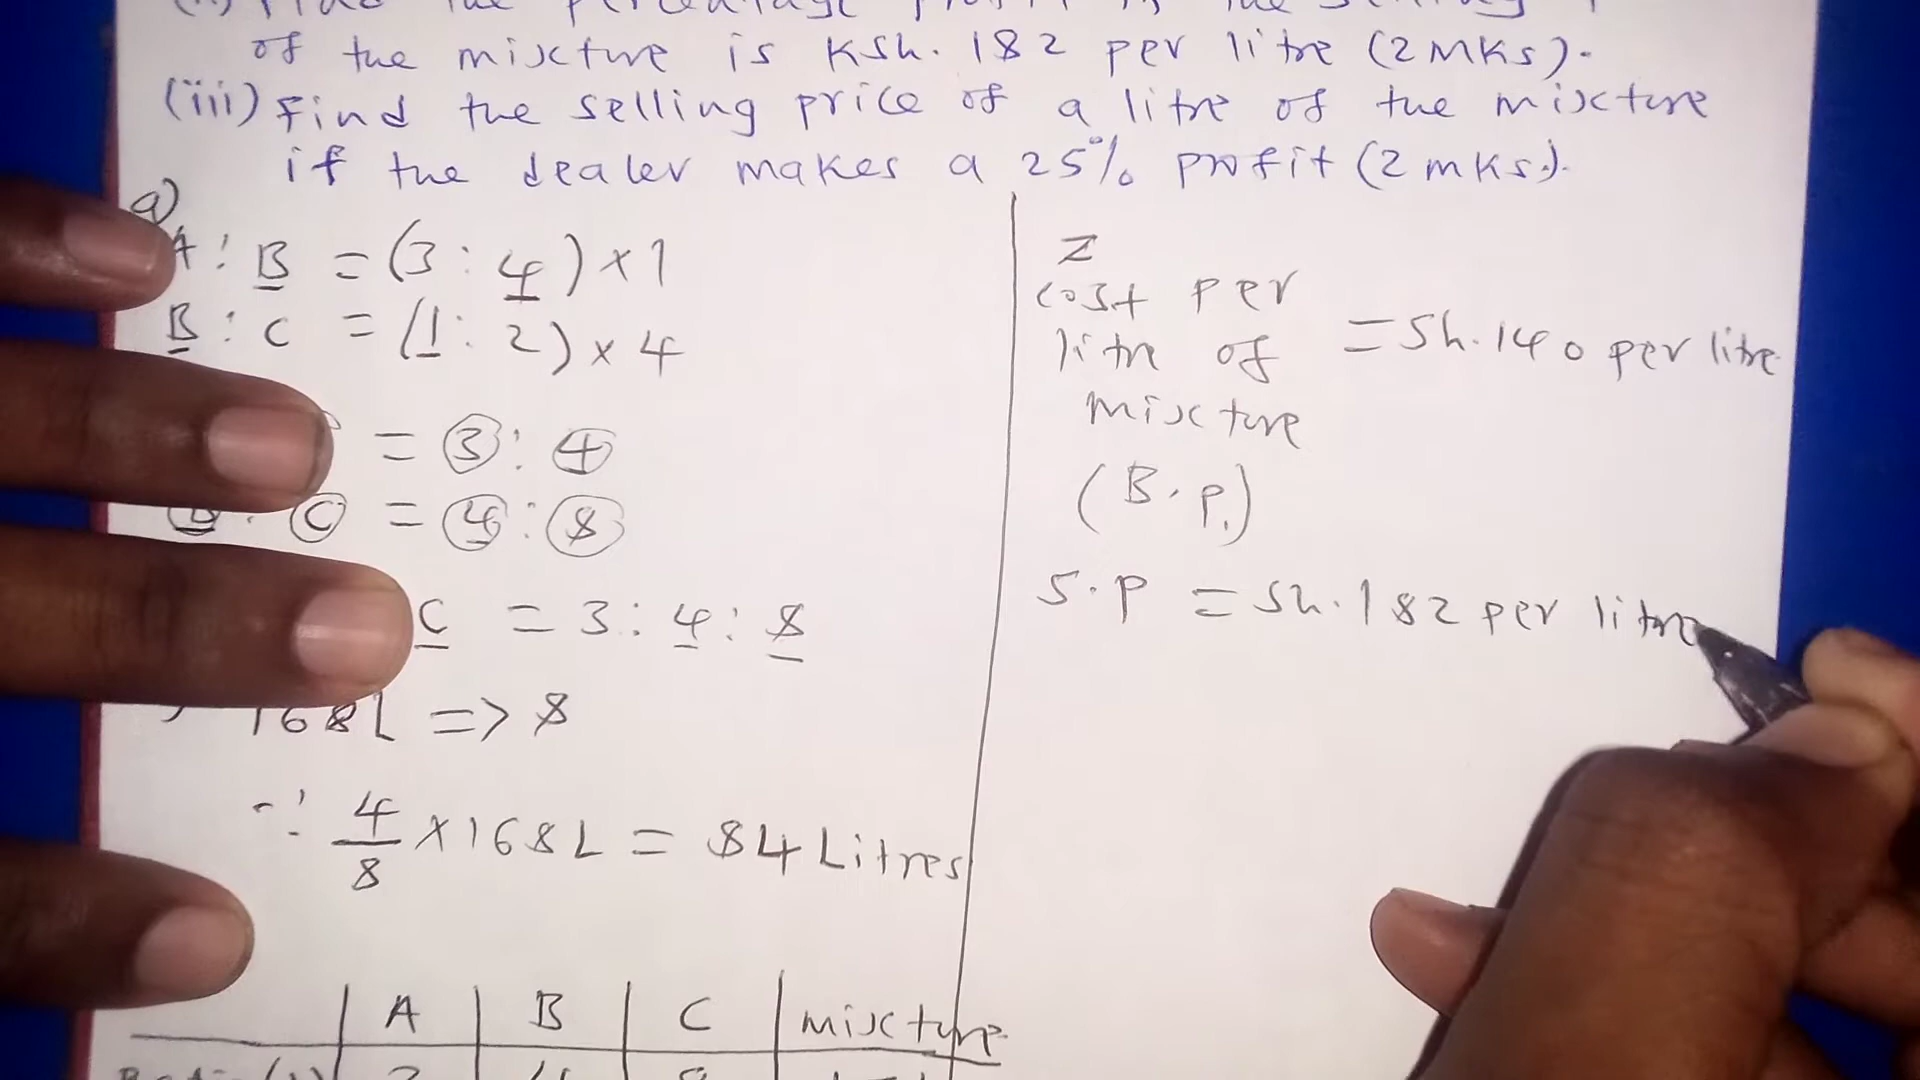 of the mixture is Ksh. 182 per litre (2 mks).
(iii) Find the selling price of a litre of the mixture
if the dealer makes a 25% profit (2 mks).
a)
A : B = (3 : 4) × 1
B : C = (1 : 2) × 4
= 3 : 4
C = 4 : 8
C = 3 : 4 : 8
168L => 8
∴ 4/8 × 168L = 84 Litres
A B C mixture
cost per
litre of = Sh. 140 per litre
mixture
(B.P.)
S.P = Sh. 182 per litre